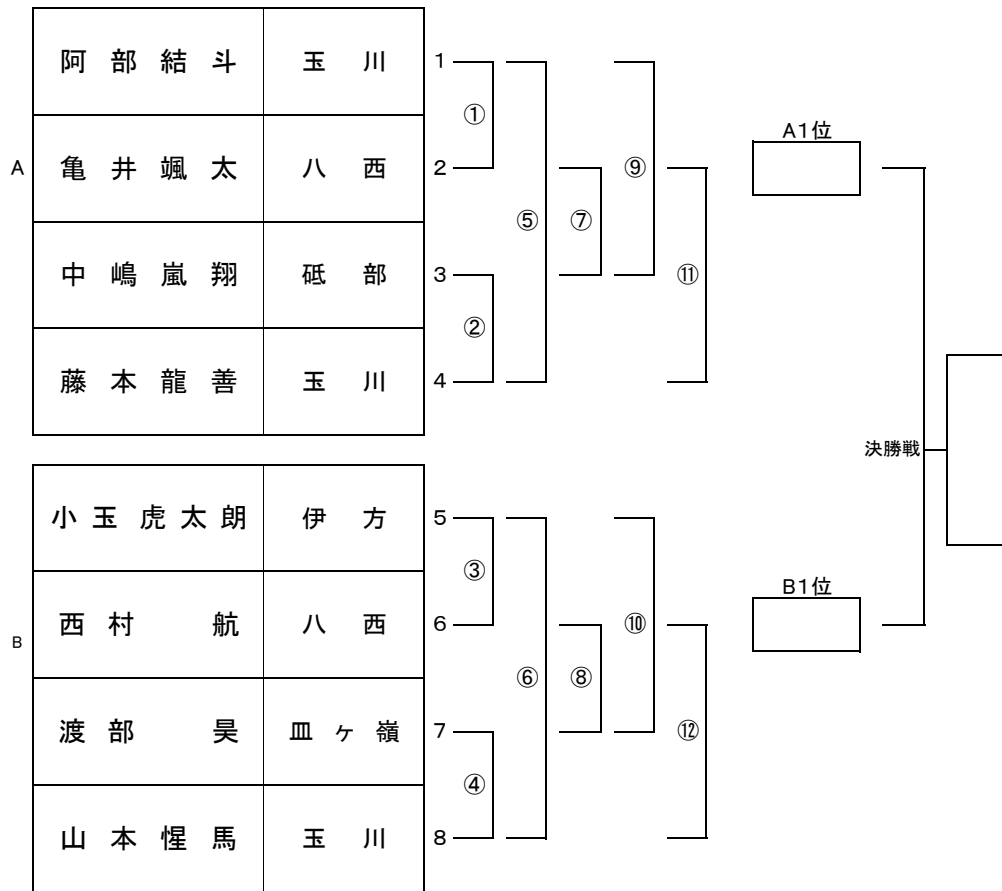 阿部結斗 玉川 1
①
A 亀井颯太 八西 2
⑤ ⑦ ⑨
中嶋嵐翔 砥部 3
⑪
②
藤本龍善 玉川 4
A1位
決勝戦
小玉虎太朗 伊方 5
③
B 西村 航 八西 6
⑥ ⑧ ⑩
渡部 昊 皿ヶ嶺 7
⑫
④
山本惺馬 玉川 8
B1位